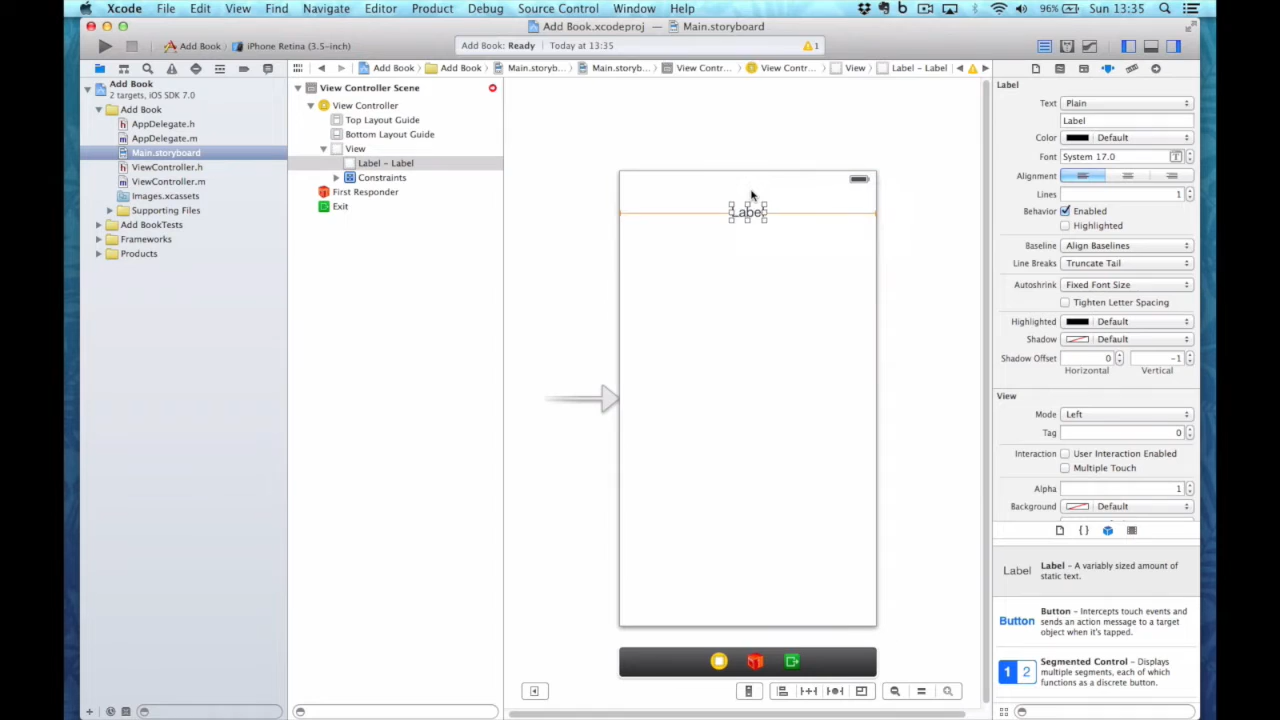 Xcode File Edit View Find Navigate Editor Product Debug Source Control Window Help 96% Sun 13:35
Add Book.xcodeproj — Main.storyboard
Add Book iPhone Retina (3.5-inch) Add Book: Ready Today at 13:35 1
Add Book Add Book Main.storyb... Main.storyb... View Contr... View Contr... View Label - Label
Add Book
2 targets, iOS SDK 7.0
Add Book
AppDelegate.h
AppDelegate.m
Main.storyboard
ViewController.h
ViewController.m
Images.xcassets
Supporting Files
Add BookTests
Frameworks
Products
View Controller Scene
View Controller
Top Layout Guide
Bottom Layout Guide
View
Label - Label
Constraints
First Responder
Exit
Label
Label
Text Plain
Label
Color Default
Font System 17.0
Alignment
Lines 1
Behavior Enabled
Highlighted
Baseline Align Baselines
Line Breaks Truncate Tail
Autoshrink Fixed Font Size
Tighten Letter Spacing
Highlighted Default
Shadow Default
Shadow Offset 0 -1
Horizontal Vertical
View
Mode Left
Tag 0
Interaction User Interaction Enabled
Multiple Touch
Alpha 1
Background Default
Label Label - A variably sized amount of
static text.
Button Button - Intercepts touch events and
sends an action message to a target
object when it's tapped.
1 2 Segmented Control - Displays
multiple segments, each of which
functions as a discrete button.